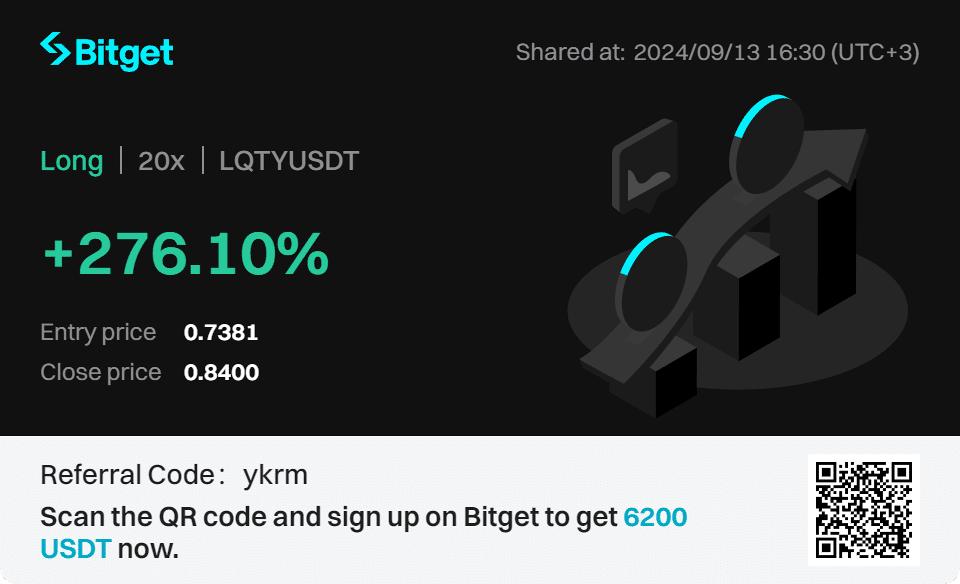 Bitget
Shared at: 2024/09/13 16:30 (UTC+3)
Long | 20x | LQTYUSDT
+276.10%
Entry price 0.7381
Close price 0.8400
Referral Code: ykrm
Scan the QR code and sign up on Bitget to get 6200
USDT now.